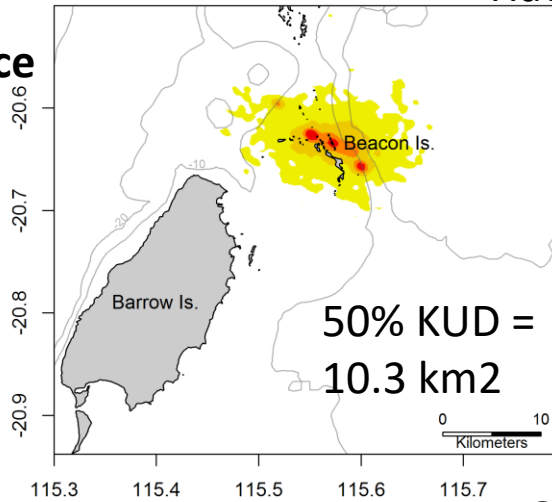 ce
-20.6
Beacon Is.
-20.7
-10
-20
Barrow Is.
-20.8
50% KUD =
10.3 km2
0 10
Kilometers
-20.9
115.3 115.4 115.5 115.6 115.7